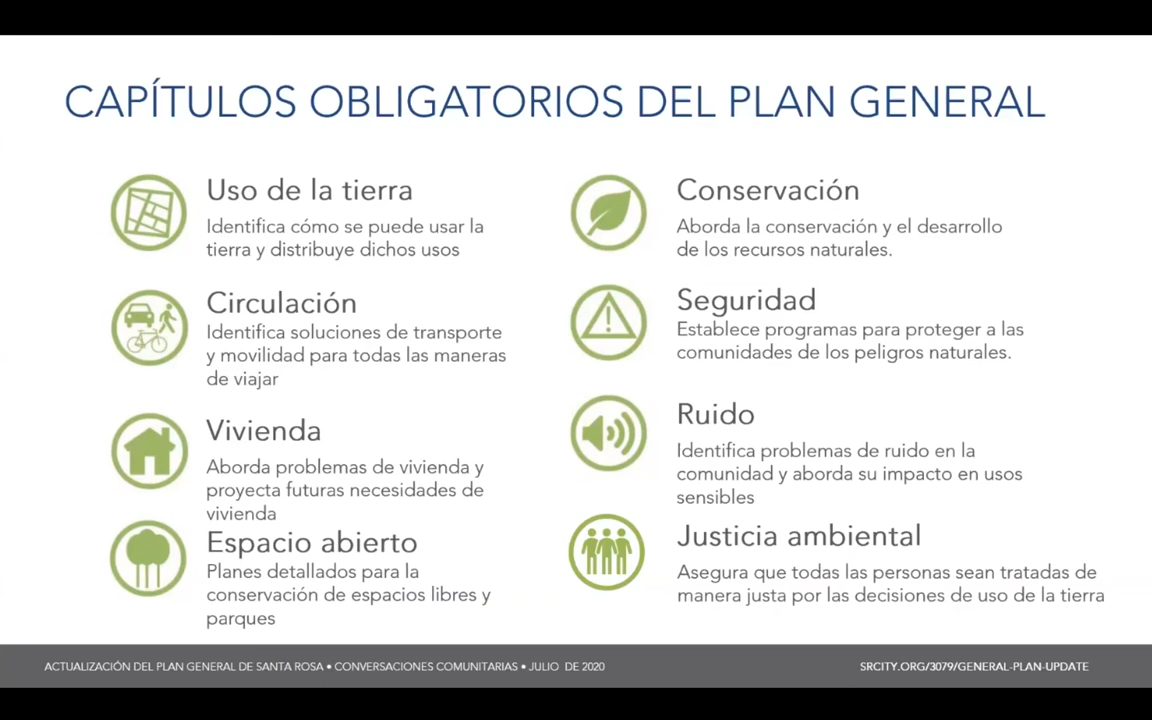 CAPÍTULOS OBLIGATORIOS DEL PLAN GENERAL
Uso de la tierra
Identifica cómo se puede usar la
tierra y distribuye dichos usos
Circulación
Identifica soluciones de transporte
y movilidad para todas las maneras
de viajar
Vivienda
Aborda problemas de vivienda y
proyecta futuras necesidades de
vivienda
Espacio abierto
Planes detallados para la
conservación de espacios libres y
parques
Conservación
Aborda la conservación y el desarrollo
de los recursos naturales.
Seguridad
Establece programas para proteger a las
comunidades de los peligros naturales.
Ruido
Identifica problemas de ruido en la
comunidad y aborda su impacto en usos
sensibles
Justicia ambiental
Asegura que todas las personas sean tratadas de
manera justa por las decisiones de uso de la tierra
ACTUALIZACIÓN DEL PLAN GENERAL DE SANTA ROSA • CONVERSACIONES COMUNITARIAS • JULIO DE 2020
SRCITY.ORG/3079/GENERAL-PLAN-UPDATE